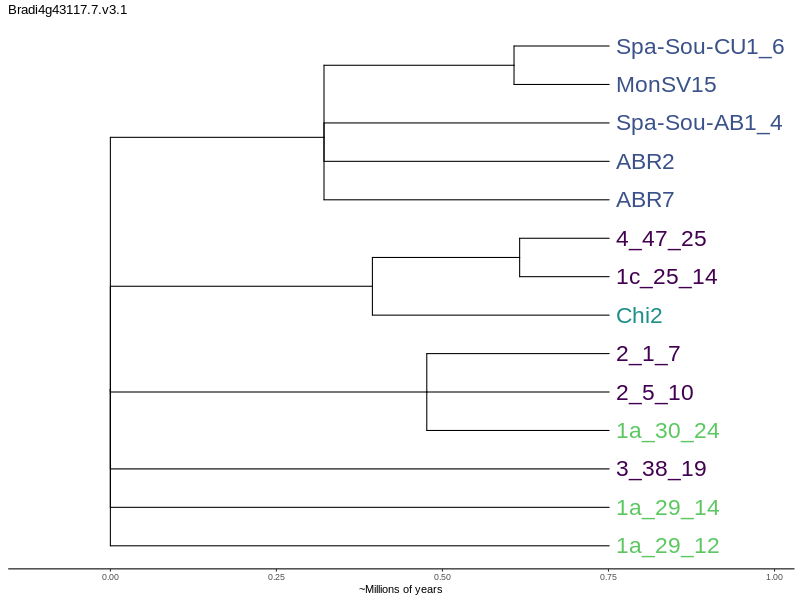 Bradi4g43117.7.v3.1
Spa-Sou-CU1_6
MonSV15
Spa-Sou-AB1_4
ABR2
ABR7
4_47_25
1c_25_14
Chi2
2_1_7
2_5_10
1a_30_24
3_38_19
1a_29_14
1a_29_12
0.00 0.25 0.50 0.75 1.00
~Millions of years